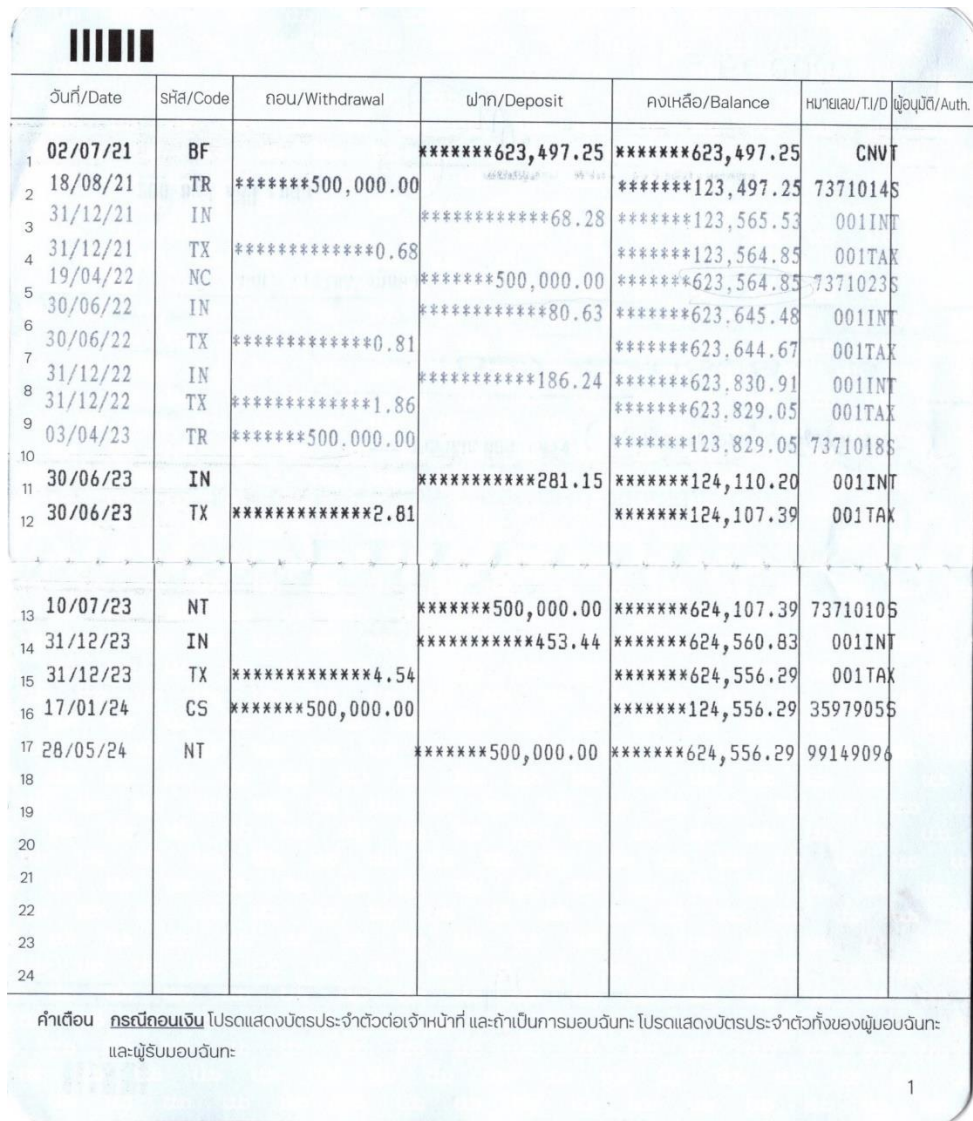 วันที่/Date รหัส/Code ถอน/Withdrawal ฝาก/Deposit คงเหลือ/Balance หมายเลข/T.I/D ผู้อนุมัติ/Auth.
1 02/07/21 BF ******623,497.25 *******623,497.25 CNVT
2 18/08/21 TR *******500,000.00 *******123,497.25 7371014S
3 31/12/21 IN ************68.28 *******123,565.53 001INT
4 31/12/21 TX *************0.68 *******123,564.85 001TAX
5 19/04/22 NC *******500,000.00 *******623,564.85 7371023S
6 30/06/22 IN ************80.63 *******623,645.48 001INT
7 30/06/22 TX *************0.81 *******623,644.67 001TAX
8 31/12/22 IN ***********186.24 *******623,830.91 001INT
9 31/12/22 TX *************1.86 *******623,829.05 001TAX
10 03/04/23 TR *******500,000.00 *******123,829.05 7371018S
11 30/06/23 IN ***********281.15 *******124,110.20 001INT
12 30/06/23 TX *************2.81 *******124,107.39 001TAX
13 10/07/23 NT *******500,000.00 *******624,107.39 7371010S
14 31/12/23 IN ***********453.44 *******624,560.83 001INT
15 31/12/23 TX *************4.54 *******624,556.29 001TAX
16 17/01/24 CS *******500,000.00 *******124,556.29 3597905S
17 28/05/24 NT *******500,000.00 *******624,556.29 99149096
18
19
20
21
22
23
24
คำเตือน กรณีถอนเงิน โปรดแสดงบัตรประจำตัวต่อเจ้าหน้าที่ และถ้าเป็นการมอบฉันทะ โปรดแสดงบัตรประจำตัวทั้งของผู้มอบฉันทะ
และผู้รับมอบฉันทะ
1